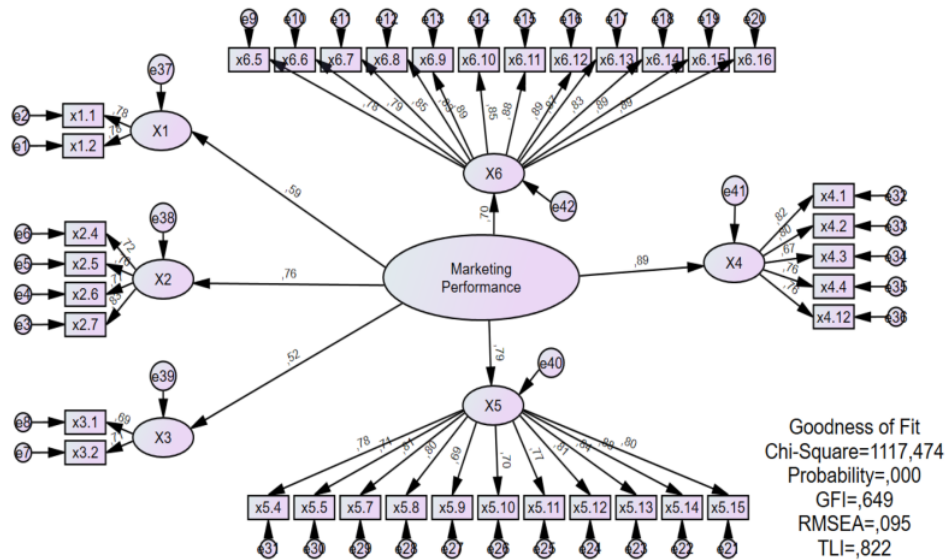 e9 e10 e11 e12 e13 e14 e15 e16 e17 e18 e19 e20
x6.5 x6.6 x6.7 x6.8 x6.9 x6.10 x6.11 x6.12 x6.13 x6.14 x6.15 x6.16
,78 ,79 ,85 ,89 ,85 ,88 ,89 ,83 ,89 ,89
X6
e42
,70
e37
e2 x1.1 ,78
e1 x1.2
X1
,59
e38
e6 x2.4 ,72
e5 x2.5
e4 x2.6
e3 x2.7 ,83
X2
,76
e39
e8 x3.1 ,69
e7 x3.2 ,71
X3
,52
Marketing
Performance
,89
e41
X4
,82 x4.1 e32
,80 x4.2 e33
,67 x4.3 e34
,76 x4.4 e35
,76 x4.12 e36
,79
e40
X5
,78 ,71 ,81 ,80 ,69 ,70 ,77 ,81 ,80
x5.4 x5.5 x5.7 x5.8 x5.9 x5.10 x5.11 x5.12 x5.13 x5.14 x5.15
e31 e30 e29 e28 e27 e26 e25 e24 e23 e22 e21
Goodness of Fit
Chi-Square=1117,474
Probability=,000
GFI=,649
RMSEA=,095
TLI=,822